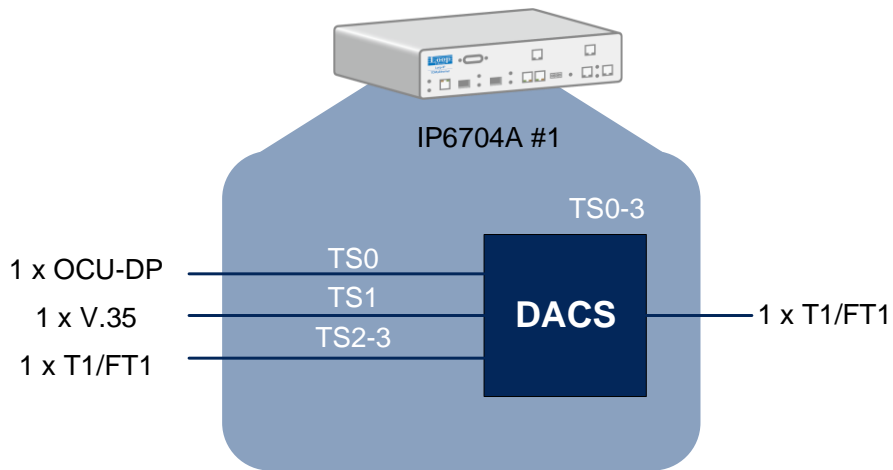 Loop
IP6704A #1
TS0-3
1 x OCU-DP
TS0
1 x V.35
TS1
DACS
1 x T1/FT1
1 x T1/FT1
TS2-3